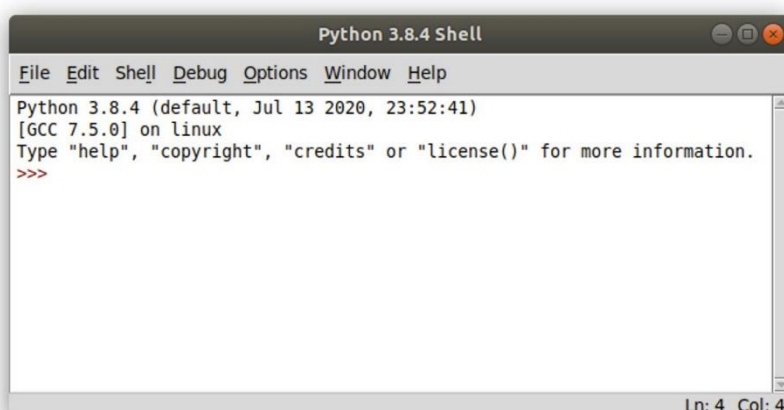 Python 3.8.4 Shell
File Edit Shell Debug Options Window Help
Python 3.8.4 (default, Jul 13 2020, 23:52:41)
[GCC 7.5.0] on linux
Type "help", "copyright", "credits" or "license()" for more information.
>>>
Ln: 4 Col: 4